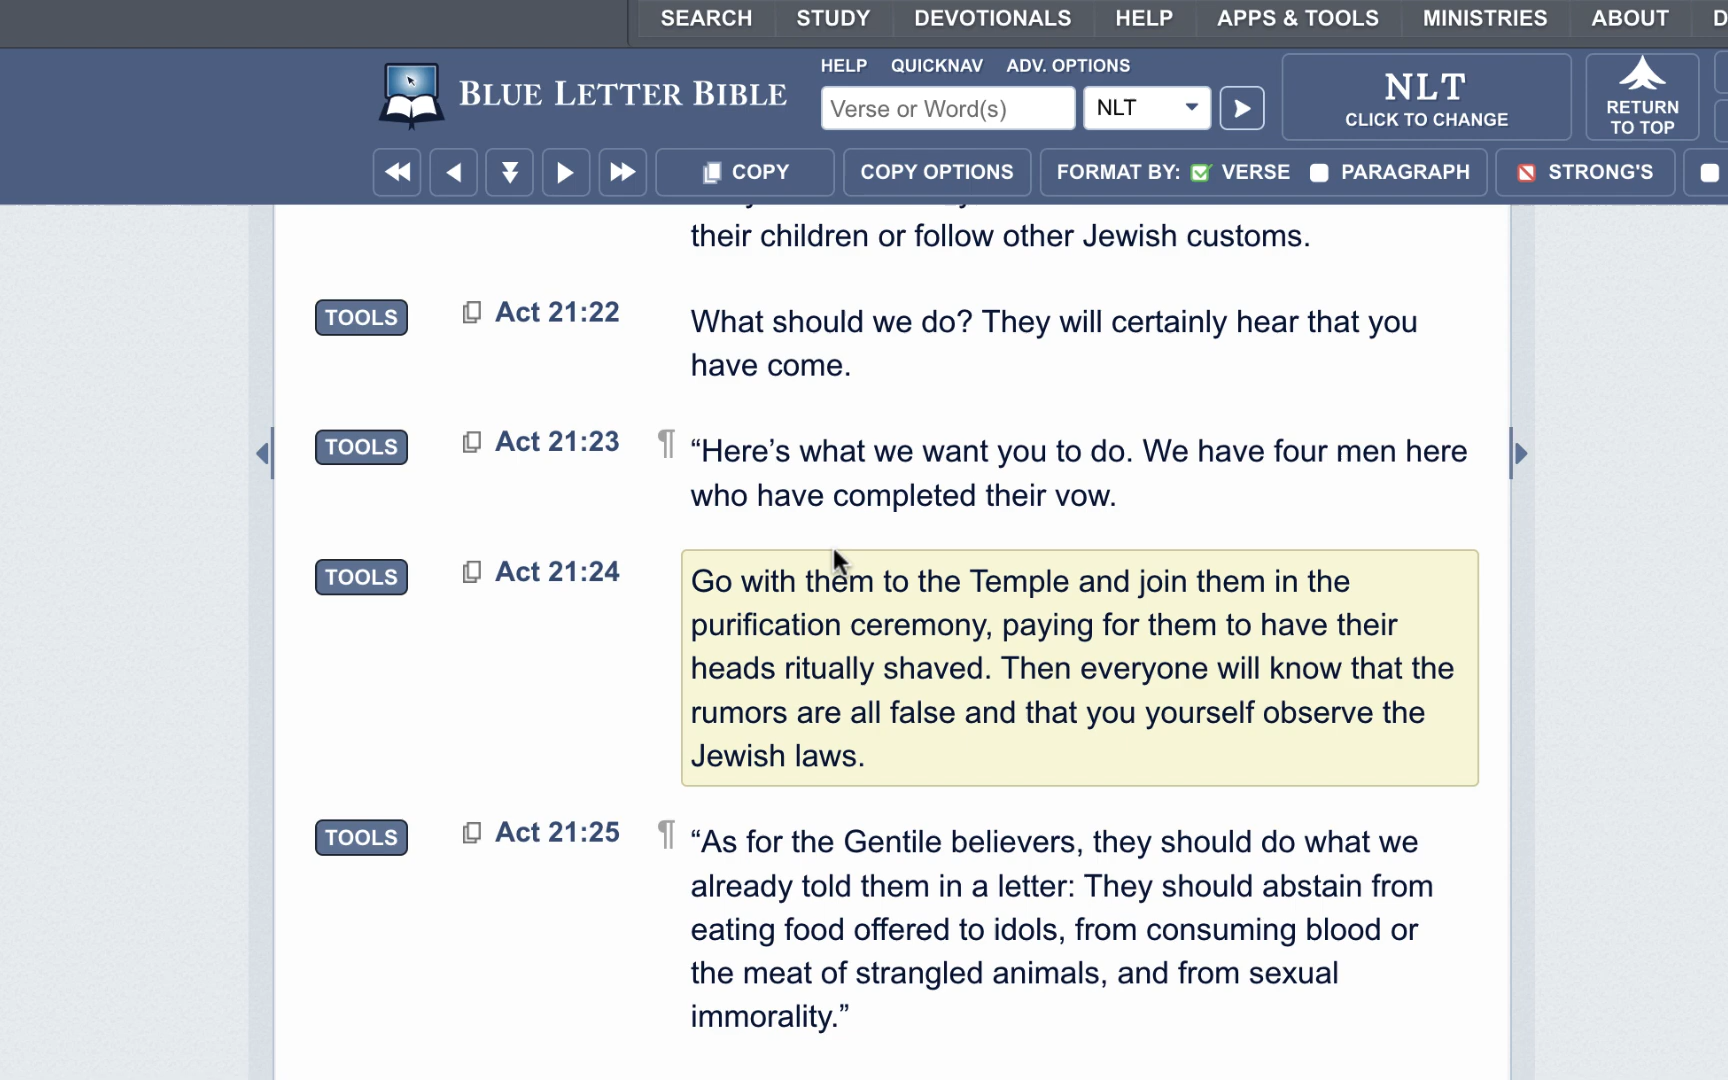 SEARCH STUDY DEVOTIONALS HELP APPS & TOOLS MINISTRIES ABOUT
BLUE LETTER BIBLE
HELP QUICKNAV ADV. OPTIONS
Verse or Word(s) NLT
NLT
CLICK TO CHANGE
RETURN
TO TOP
COPY COPY OPTIONS FORMAT BY: VERSE PARAGRAPH STRONG'S
their children or follow other Jewish customs.
TOOLS Act 21:22 What should we do? They will certainly hear that you
have come.
TOOLS Act 21:23 ¶ “Here’s what we want you to do. We have four men here
who have completed their vow.
TOOLS Act 21:24 Go with them to the Temple and join them in the
purification ceremony, paying for them to have their
heads ritually shaved. Then everyone will know that the
rumors are all false and that you yourself observe the
Jewish laws.
TOOLS Act 21:25 ¶ “As for the Gentile believers, they should do what we
already told them in a letter: They should abstain from
eating food offered to idols, from consuming blood or
the meat of strangled animals, and from sexual
immorality.”